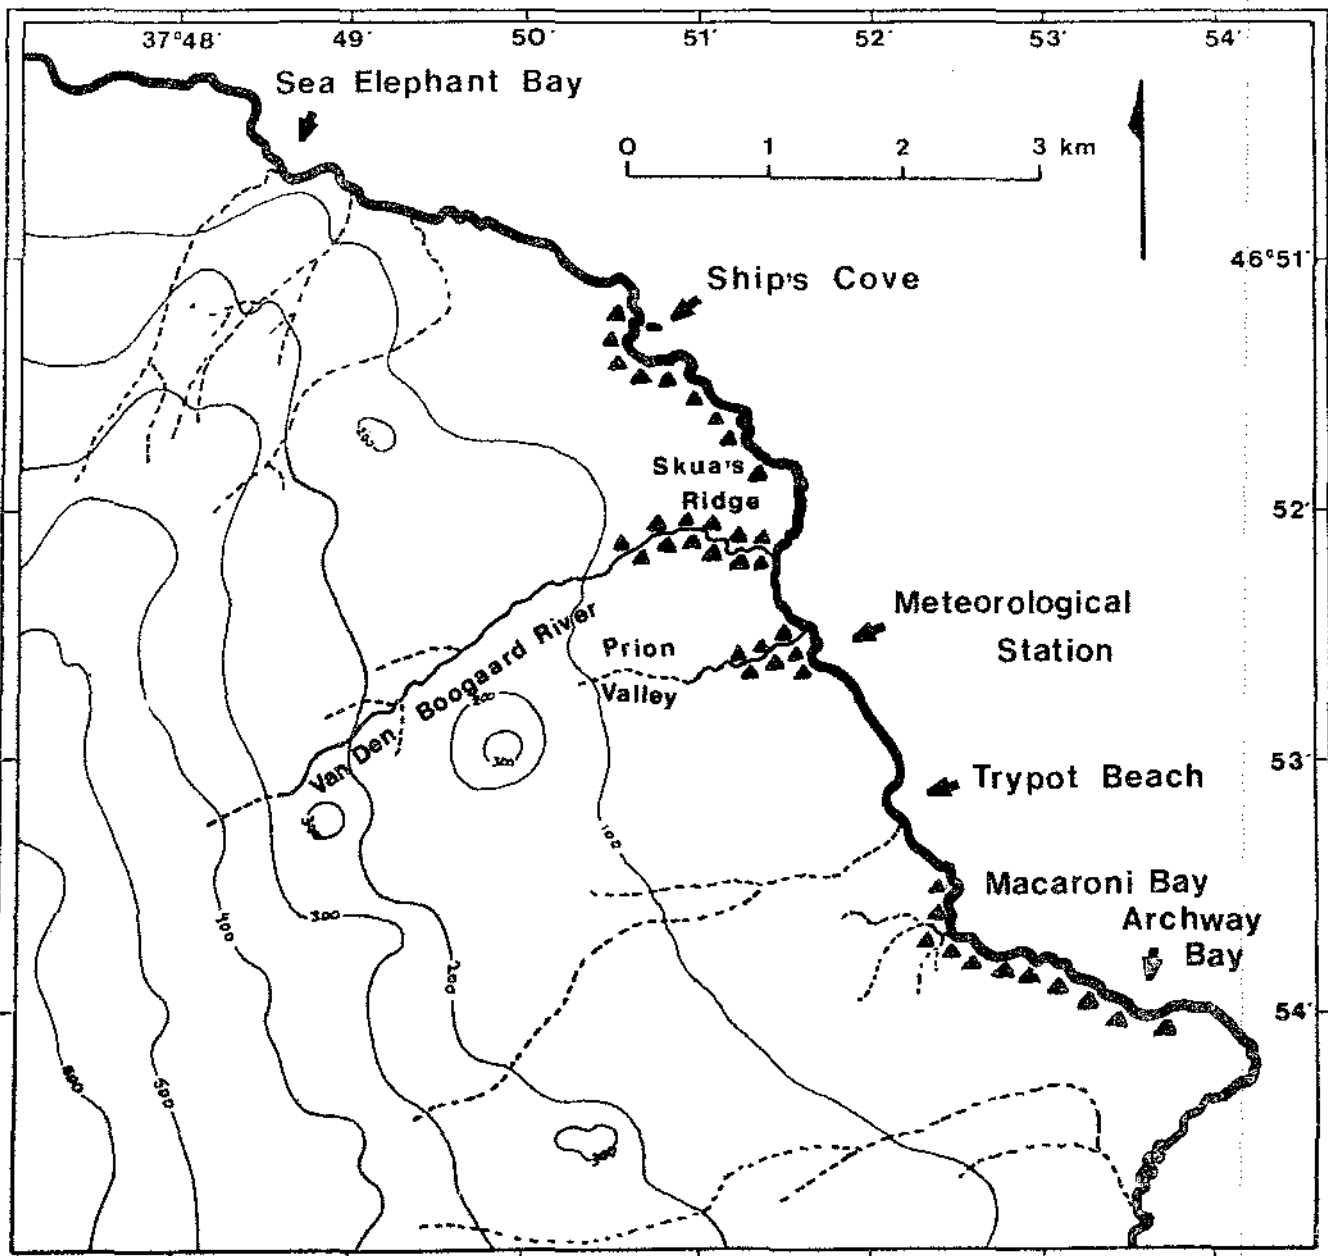 37°48' 49' 50' 51' 52' 53' 54'
Sea Elephant Bay
0 1 2 3 km
46°51'
Ship's Cove
200
Skua's
Ridge
52'
Meteorological
Station
Prion
Valley
Van Den Boogaard River
200
300
53'
Trypot Beach
100
Macaroni Bay
Archway
Bay
400
300
200
54'
600
500
300